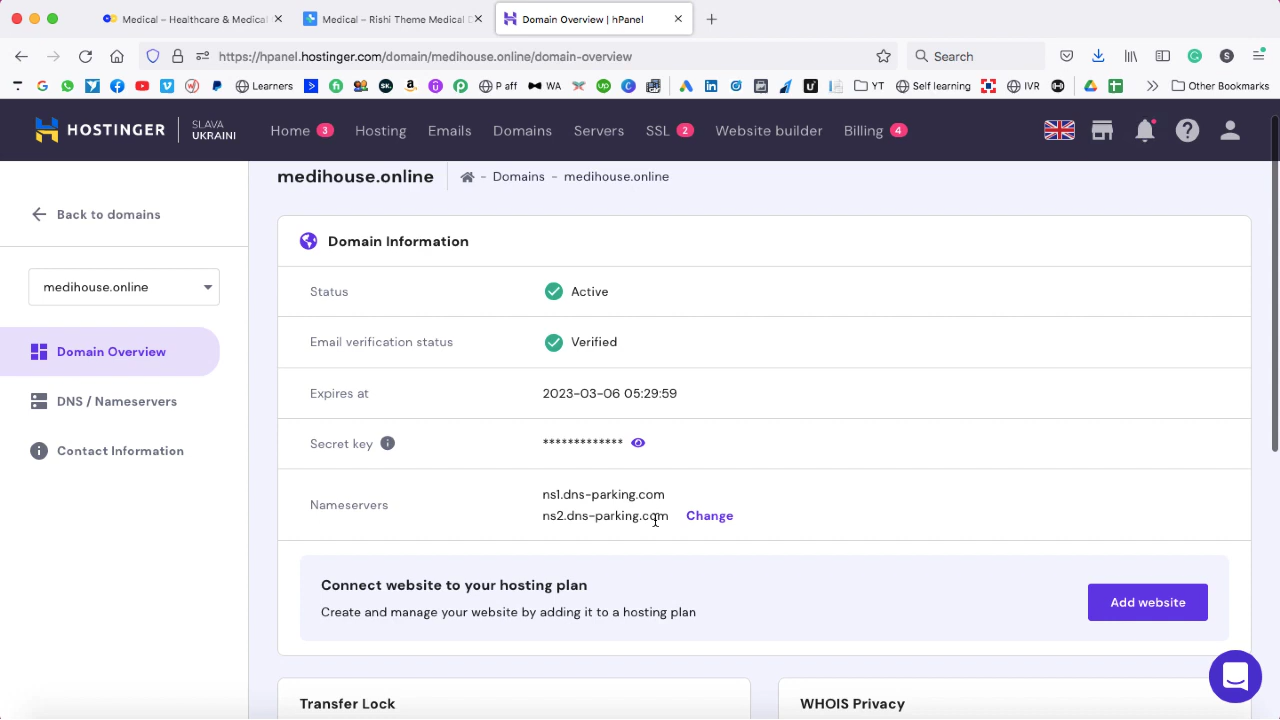 Medical – Healthcare & Medical
Medical – Rishi Theme Medical D
Domain Overview | hPanel
https://hpanel.hostinger.com/domain/medihouse.online/domain-overview
Search
Learners
P aff
WA
YT
Self learning
IVR
Other Bookmarks
HOSTINGER
SLAVA
UKRAINI
Home 3
Hosting
Emails
Domains
Servers
SSL 2
Website builder
Billing 4
medihouse.online
- Domains - medihouse.online
Back to domains
medihouse.online
Domain Overview
DNS / Nameservers
Contact Information
Domain Information
Status
Active
Email verification status
Verified
Expires at
2023-03-06 05:29:59
Secret key
*************
Nameservers
ns1.dns-parking.com
ns2.dns-parking.com
Change
Connect website to your hosting plan
Create and manage your website by adding it to a hosting plan
Add website
Transfer Lock
WHOIS Privacy